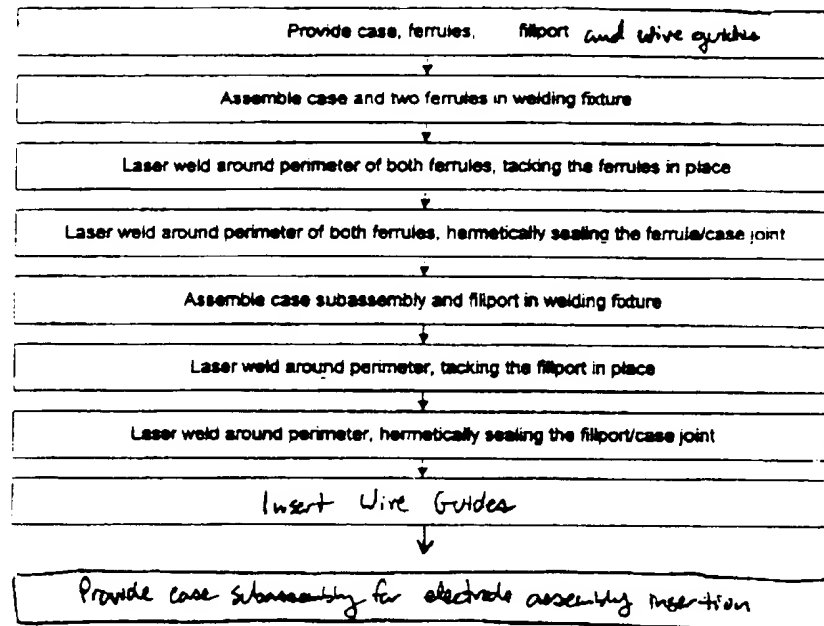 Provide case, ferrules, fillport and wire guides
Assemble case and two ferrules in welding fixture
Laser weld around perimeter of both ferrules, tacking the ferrules in place
Laser weld around perimeter of both ferrules, hermetically sealing the ferrule/case joint
Assemble case subassembly and fillport in welding fixture
Laser weld around perimeter, tacking the fillport in place
Laser weld around perimeter, hermetically sealing the fillport/case joint
Insert Wire Guides
Provide case subassembly for electrode assembly insertion